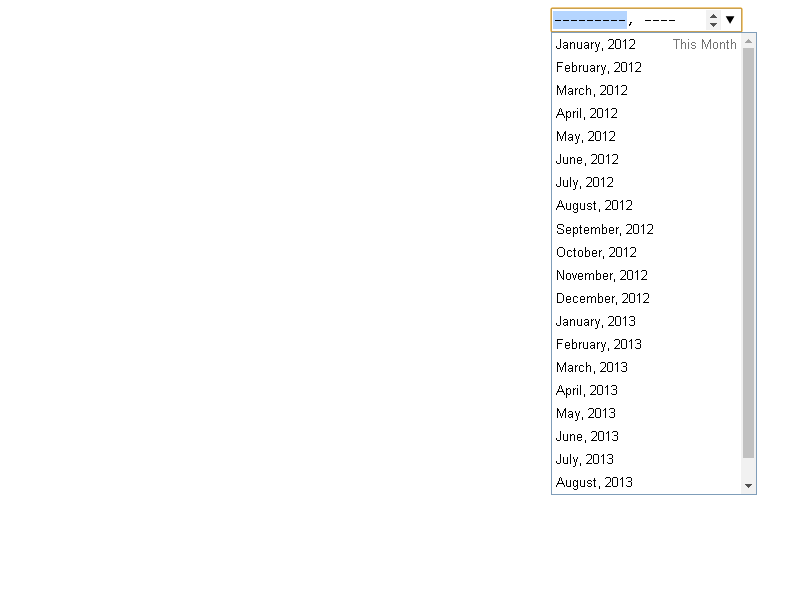 ---------, ----
January, 2012 This Month
February, 2012
March, 2012
April, 2012
May, 2012
June, 2012
July, 2012
August, 2012
September, 2012
October, 2012
November, 2012
December, 2012
January, 2013
February, 2013
March, 2013
April, 2013
May, 2013
June, 2013
July, 2013
August, 2013